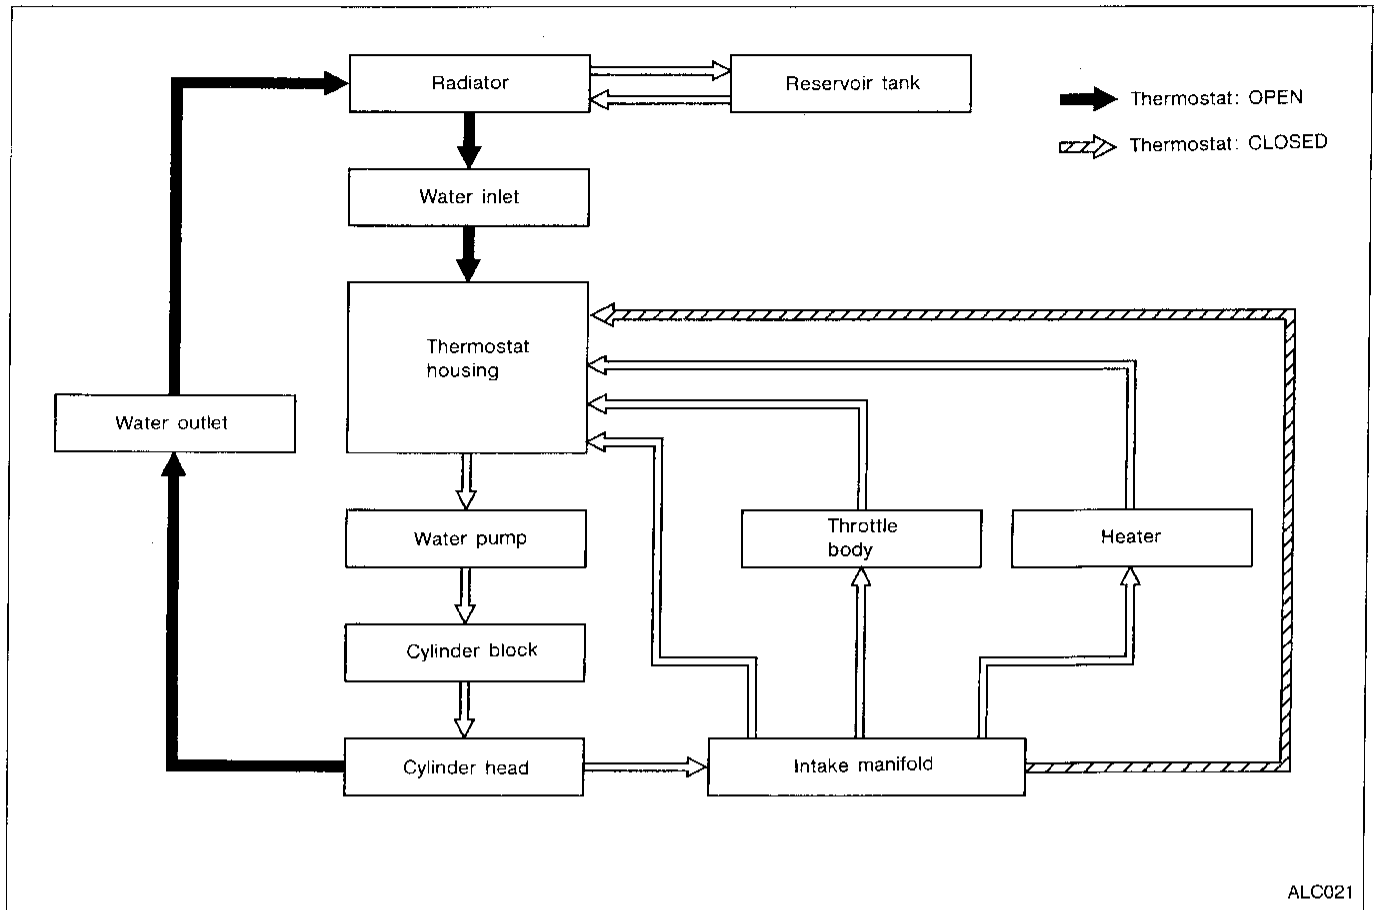 Radiator
Reservoir tank
Thermostat: OPEN
Thermostat: CLOSED
Water inlet
Thermostat
housing
Water outlet
Water pump
Throttle
body
Heater
Cylinder block
Cylinder head
Intake manifold
ALC021